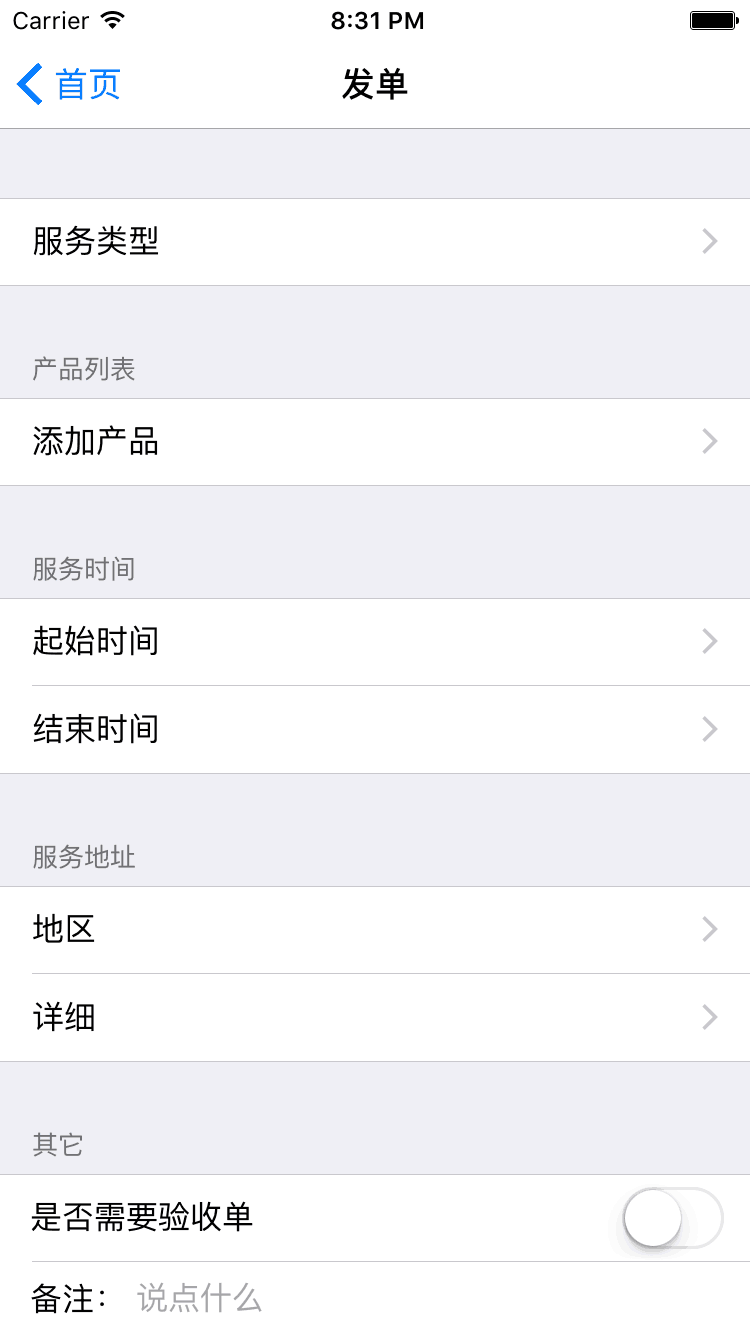 Carrier 8:31 PM
首页 发单
服务类型
产品列表
添加产品
服务时间
起始时间
结束时间
服务地址
地区
详细
其它
是否需要验收单
备注： 说点什么